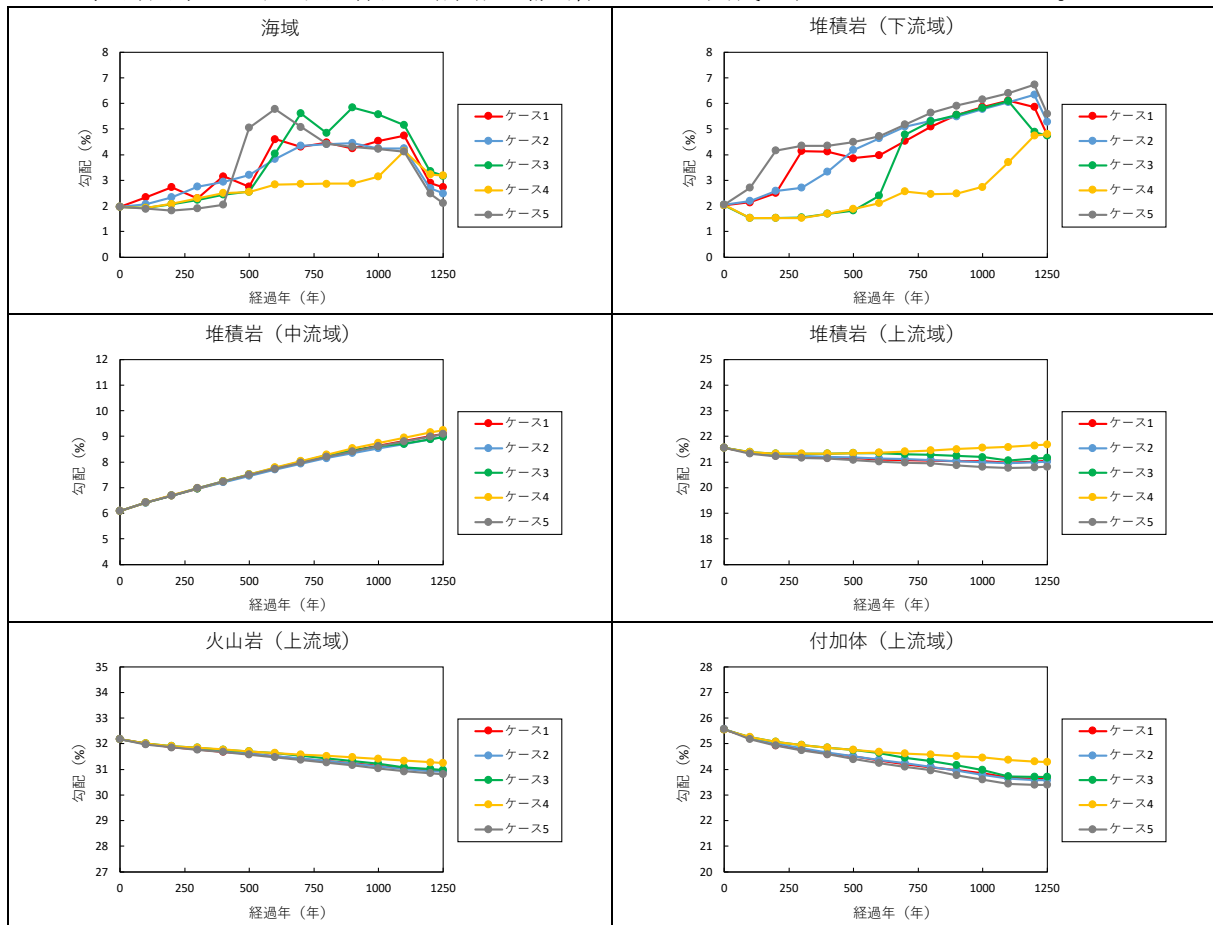 海域
8
7
6
5
4
3
2
1
0
勾配 (%)
0 250 500 750 1000 1250
経過年（年）
ケース1
ケース2
ケース3
ケース4
ケース5
堆積岩（下流域）
8
7
6
5
4
3
2
1
0
勾配 (%)
0 250 500 750 1000 1250
経過年（年）
ケース1
ケース2
ケース3
ケース4
ケース5
堆積岩（中流域）
12
11
10
9
8
7
6
5
4
勾配 (%)
0 250 500 750 1000 1250
経過年（年）
ケース1
ケース2
ケース3
ケース4
ケース5
堆積岩（上流域）
25
24
23
22
21
20
19
18
17
勾配 (%)
0 250 500 750 1000 1250
経過年（年）
ケース1
ケース2
ケース3
ケース4
ケース5
火山岩（上流域）
35
34
33
32
31
30
29
28
27
勾配 (%)
0 250 500 750 1000 1250
経過年（年）
ケース1
ケース2
ケース3
ケース4
ケース5
付加体（上流域）
28
27
26
25
24
23
22
21
20
勾配 (%)
0 250 500 750 1000 1250
経過年（年）
ケース1
ケース2
ケース3
ケース4
ケース5